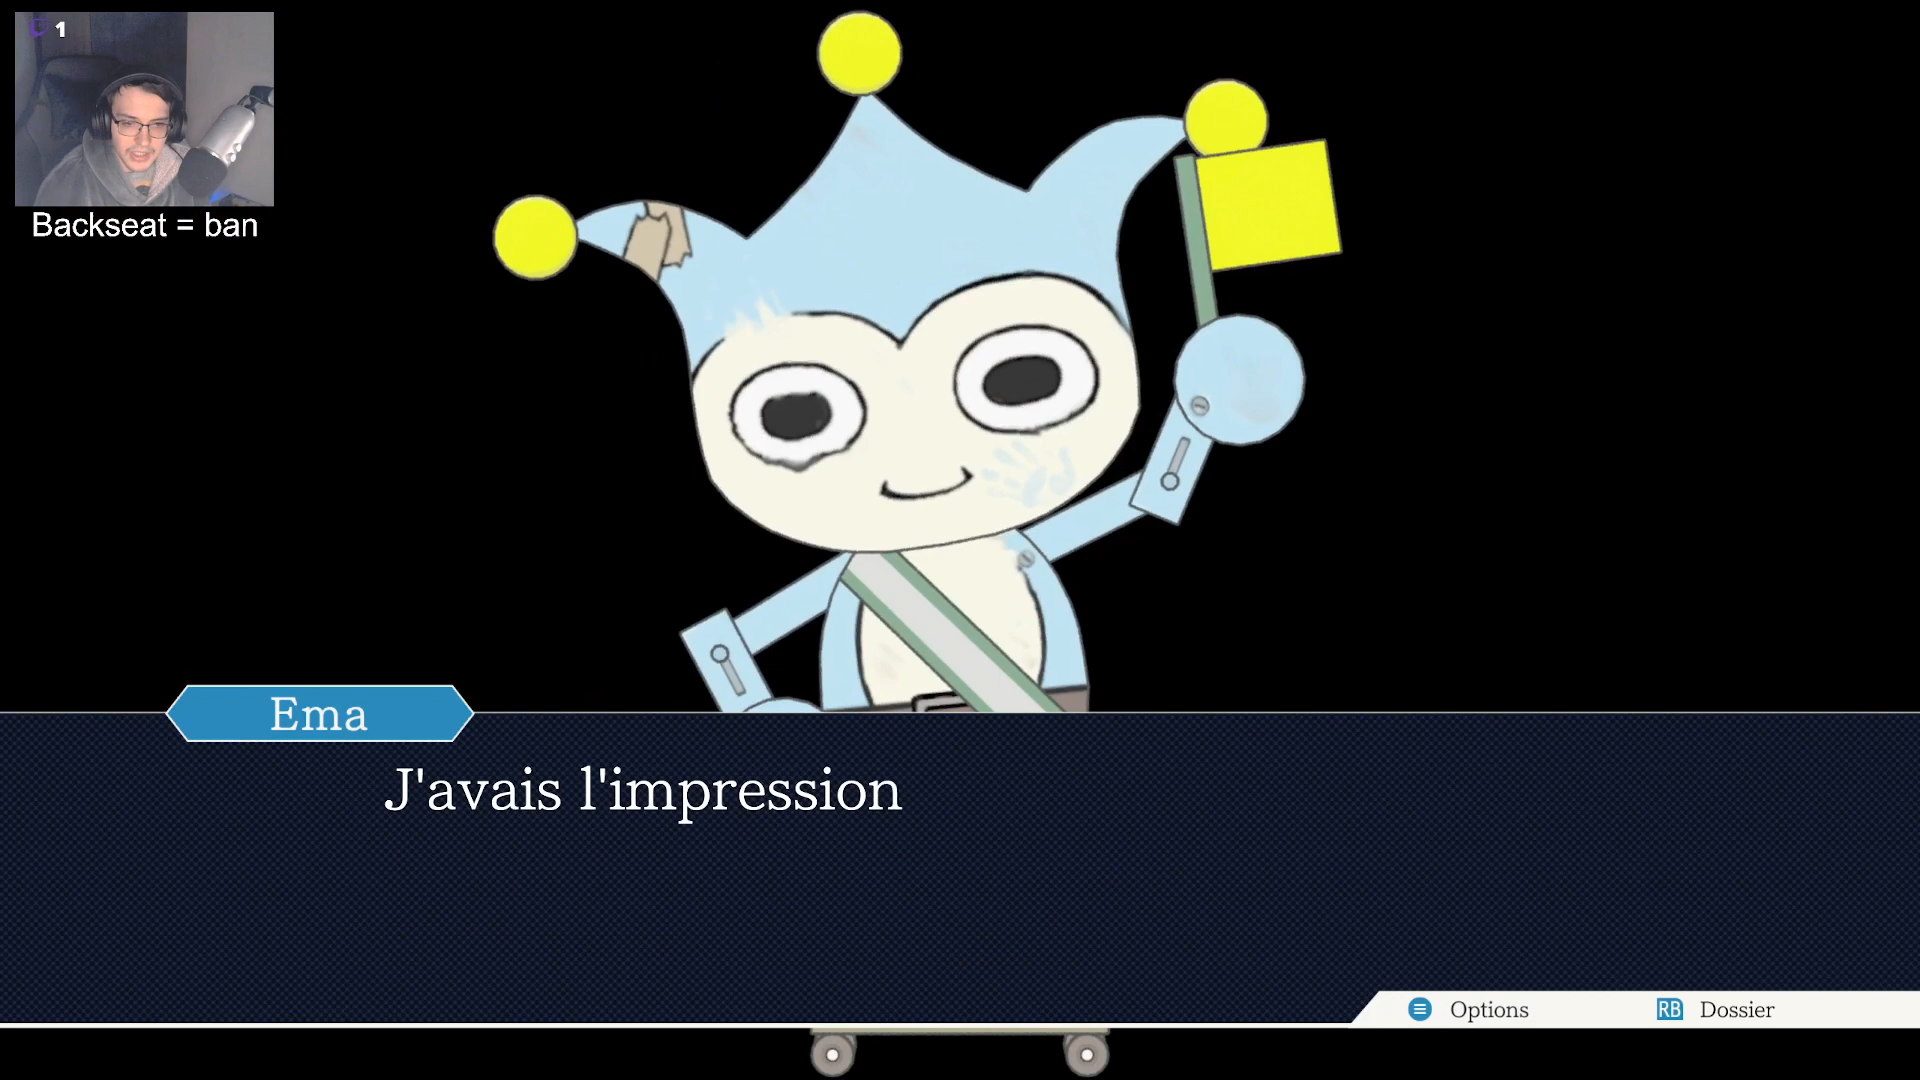 1
Backseat = ban
Ema
J'avais l'impression
Options
RB Dossier